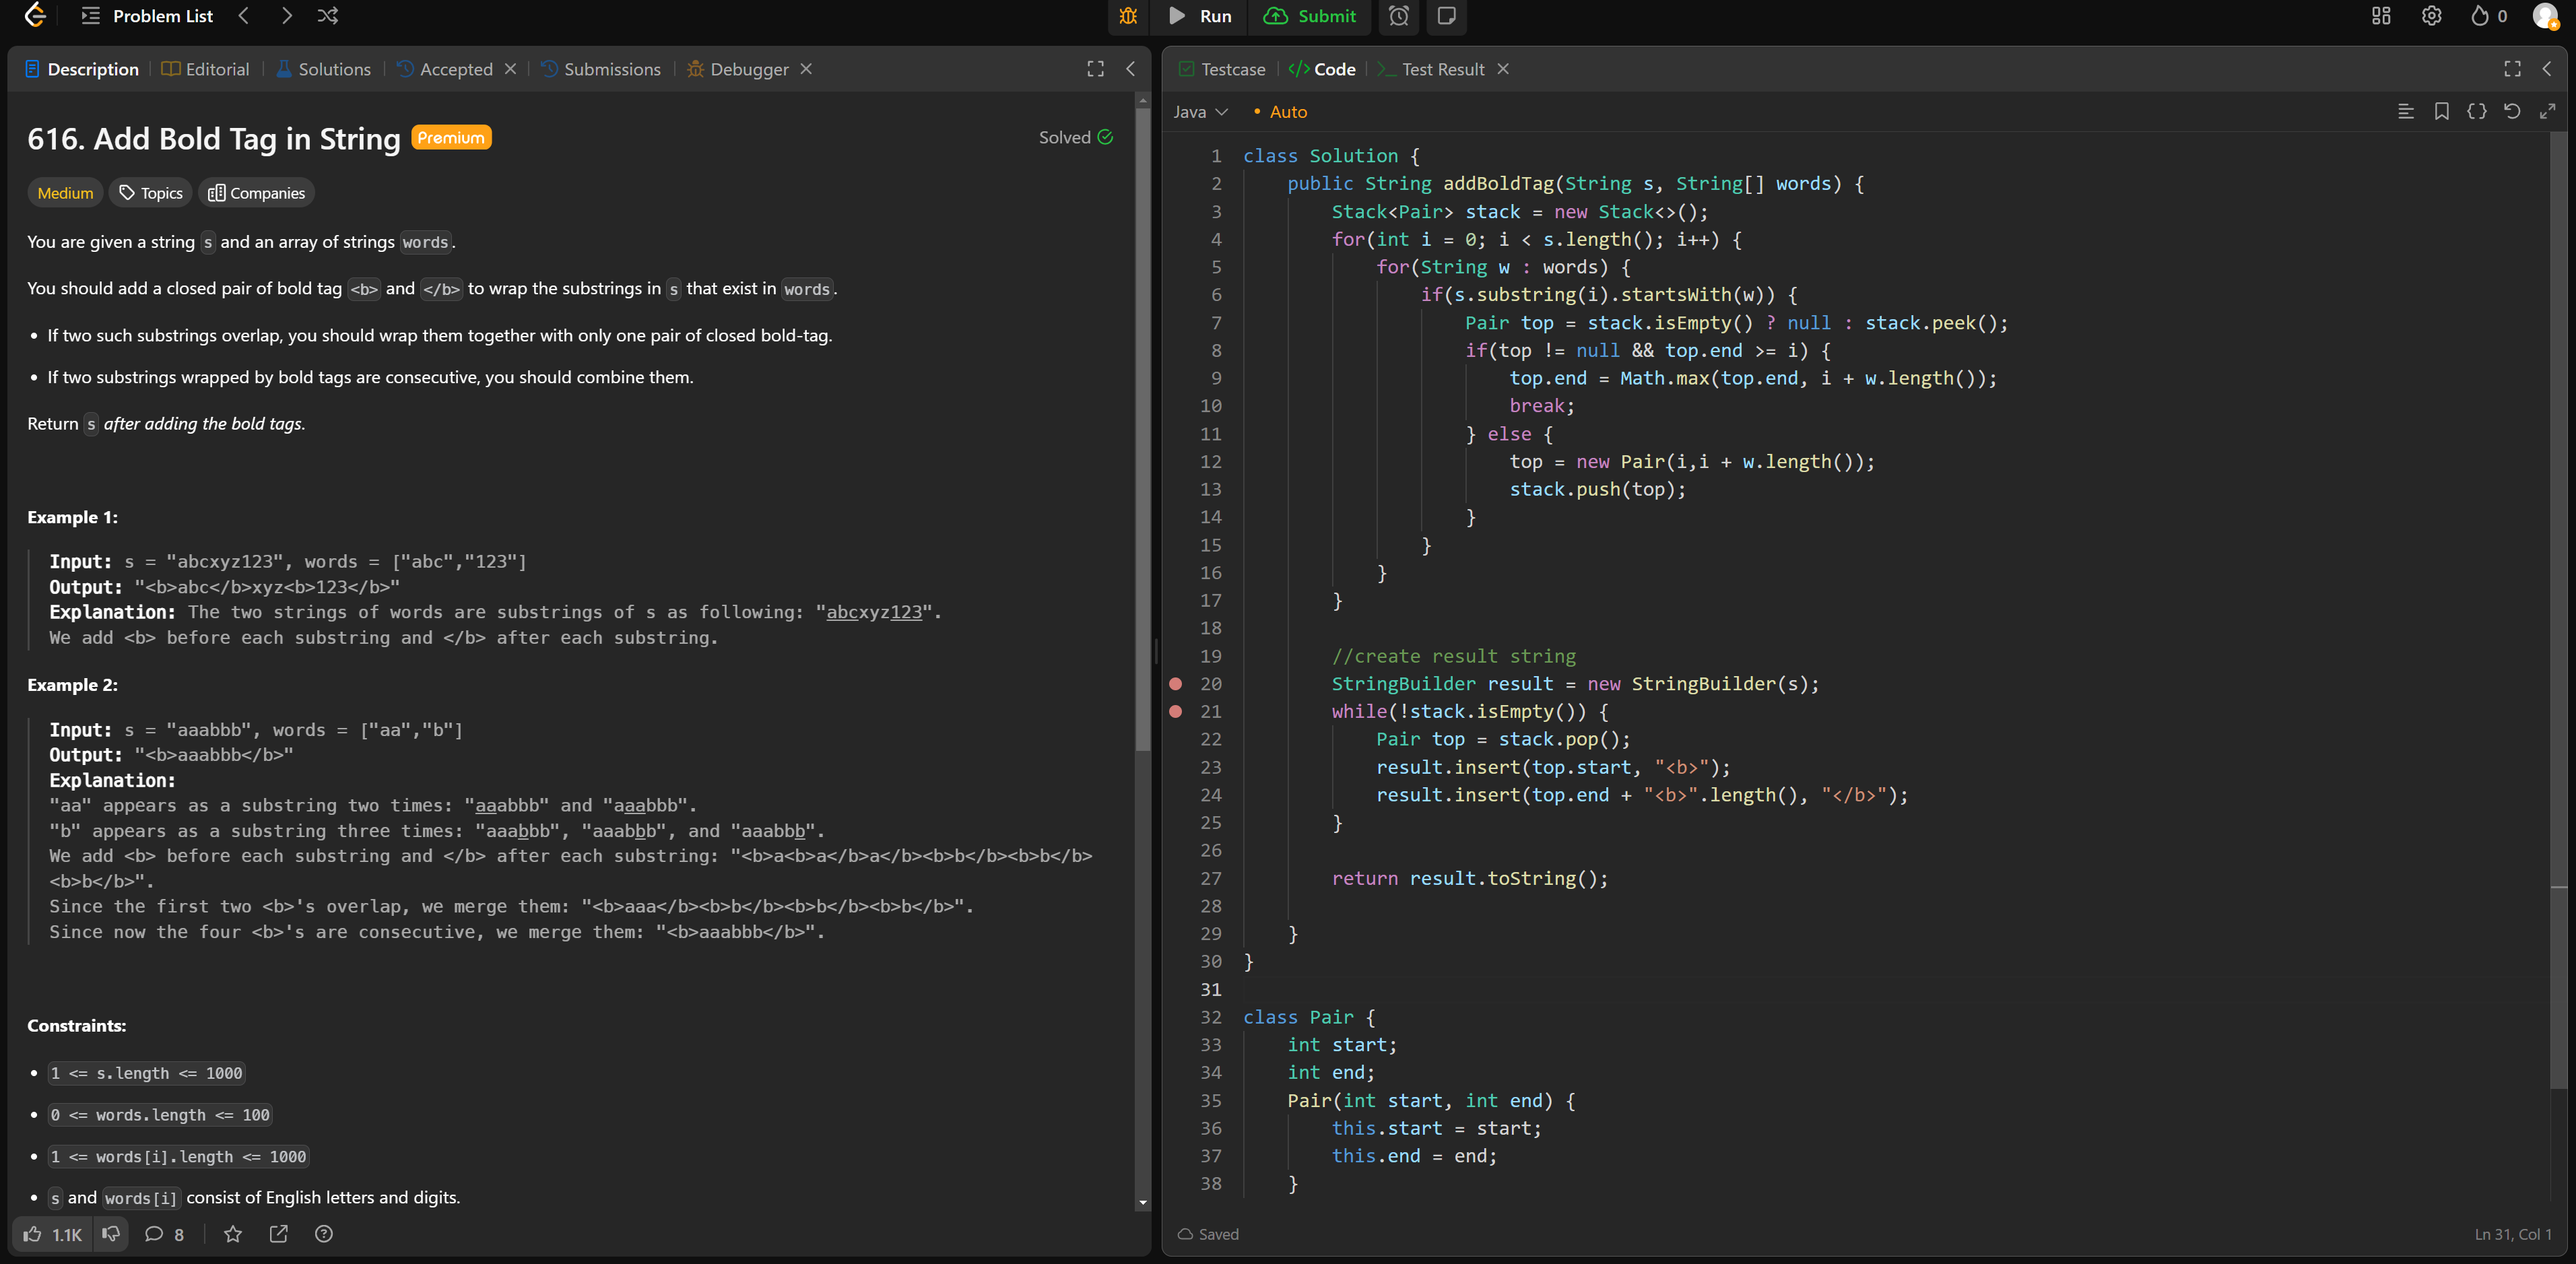 Problem List
Run
Submit
0
Description
Editorial
Solutions
Accepted
Submissions
Debugger
616. Add Bold Tag in String Premium
Solved
Medium
Topics
Companies
You are given a string s and an array of strings words.
You should add a closed pair of bold tag <b> and </b> to wrap the substrings in s that exist in words.
• If two such substrings overlap, you should wrap them together with only one pair of closed bold-tag.
• If two substrings wrapped by bold tags are consecutive, you should combine them.
Return s after adding the bold tags.
Example 1:
Input: s = "abcxyz123", words = ["abc","123"]
Output: "<b>abc</b>xyz<b>123</b>"
Explanation: The two strings of words are substrings of s as following: "abcxyz123".
We add <b> before each substring and </b> after each substring.
Example 2:
Input: s = "aaabbb", words = ["aa","b"]
Output: "<b>aaabbb</b>"
Explanation:
"aa" appears as a substring two times: "aaabbb" and "aaabbb".
"b" appears as a substring three times: "aaabbb", "aaabbb", and "aaabbb".
We add <b> before each substring and </b> after each substring: "<b>a<b>a</b>a</b><b>b</b><b>b</b>
<b>b</b>".
Since the first two <b>'s overlap, we merge them: "<b>aaa</b><b>b</b><b>b</b><b>b</b>".
Since now the four <b>'s are consecutive, we merge them: "<b>aaabbb</b>".
Constraints:
• 1 <= s.length <= 1000
• 0 <= words.length <= 100
• 1 <= words[i].length <= 1000
• s and words[i] consist of English letters and digits.
1.1K
8
Testcase
</> Code
Test Result
Java
• Auto
1 class Solution {
2 public String addBoldTag(String s, String[] words) {
3 Stack<Pair> stack = new Stack<>();
4 for(int i = 0; i < s.length(); i++) {
5 for(String w : words) {
6 if(s.substring(i).startsWith(w)) {
7 Pair top = stack.isEmpty() ? null : stack.peek();
8 if(top != null && top.end >= i) {
9 top.end = Math.max(top.end, i + w.length());
10 break;
11 } else {
12 top = new Pair(i,i + w.length());
13 stack.push(top);
14 }
15 }
16 }
17 }
18
19 //create result string
20 StringBuilder result = new StringBuilder(s);
21 while(!stack.isEmpty()) {
22 Pair top = stack.pop();
23 result.insert(top.start, "<b>");
24 result.insert(top.end + "<b>".length(), "</b>");
25 }
26
27 return result.toString();
28
29 }
30 }
31
32 class Pair {
33 int start;
34 int end;
35 Pair(int start, int end) {
36 this.start = start;
37 this.end = end;
38 }
Saved
Ln 31, Col 1